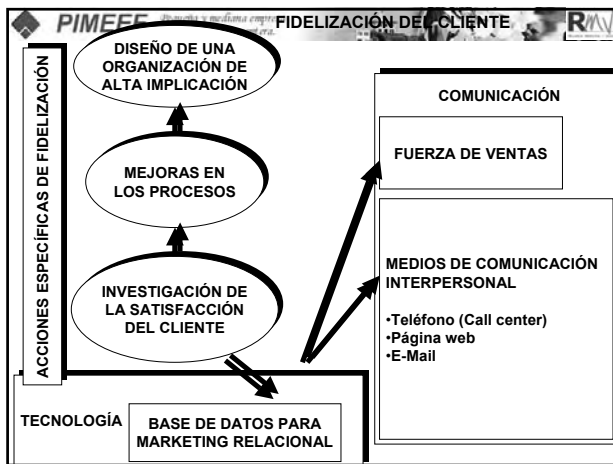 PIMEEF
FIDELIZACIÓN DEL CLIENTE
RMV
DISEÑO DE UNA
ORGANIZACIÓN DE
ALTA IMPLICACIÓN
MEJORAS EN
LOS PROCESOS
INVESTIGACIÓN DE
LA SATISFACCIÓN
DEL CLIENTE
ACCIONES ESPECÍFICAS DE FIDELIZACIÓN
TECNOLOGÍA
BASE DE DATOS PARA
MARKETING RELACIONAL
COMUNICACIÓN
FUERZA DE VENTAS
MEDIOS DE COMUNICACIÓN
INTERPERSONAL
•Teléfono (Call center)
•Página web
•E-Mail